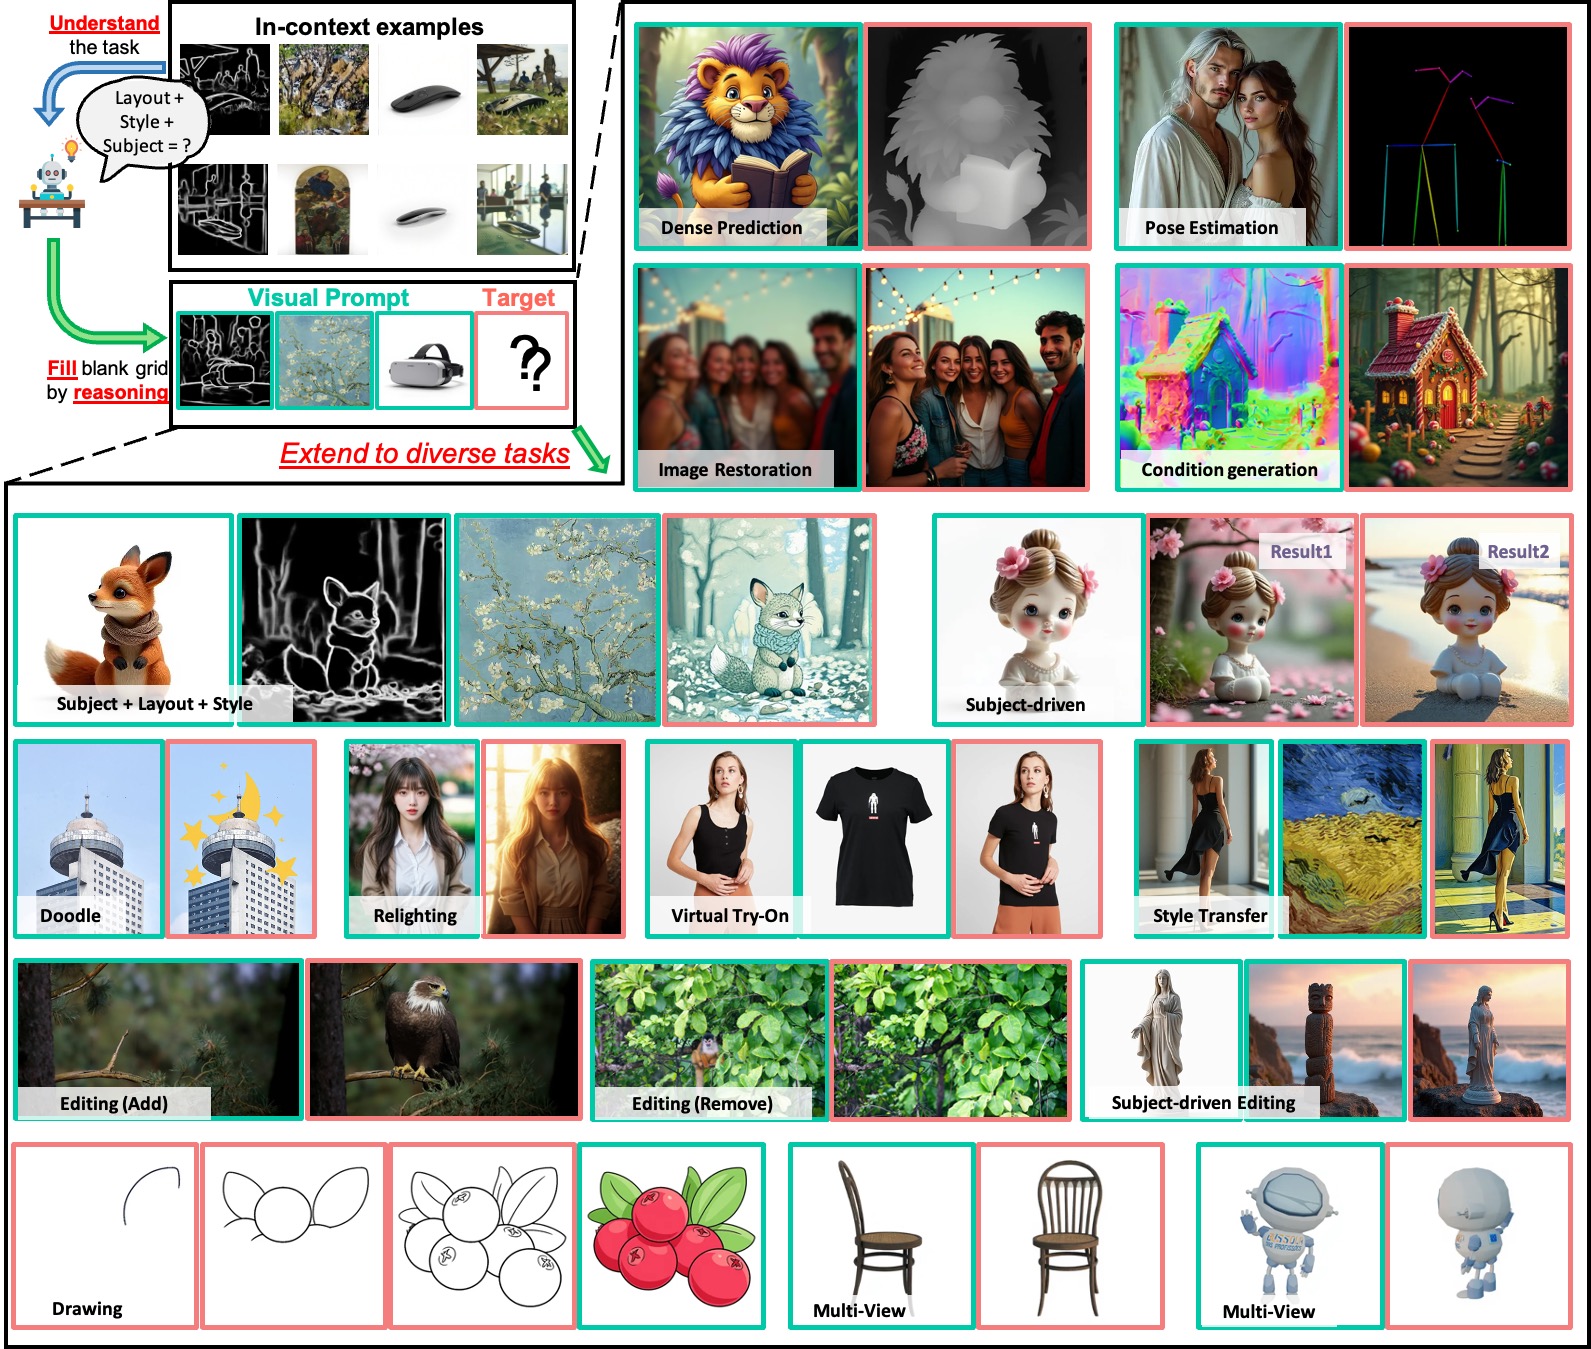 Understand
the task
Layout +
Style +
Subject = ?
In-context examples
Visual Prompt
Target
??
Fill blank grid
by reasoning
Extend to diverse tasks
Dense Prediction
Pose Estimation
Image Restoration
Condition generation
Subject + Layout + Style
Subject-driven
Result1
Result2
Doodle
Relighting
Virtual Try-On
Style Transfer
Editing (Add)
Editing (Remove)
Subject-driven Editing
Drawing
Multi-View
Multi-View